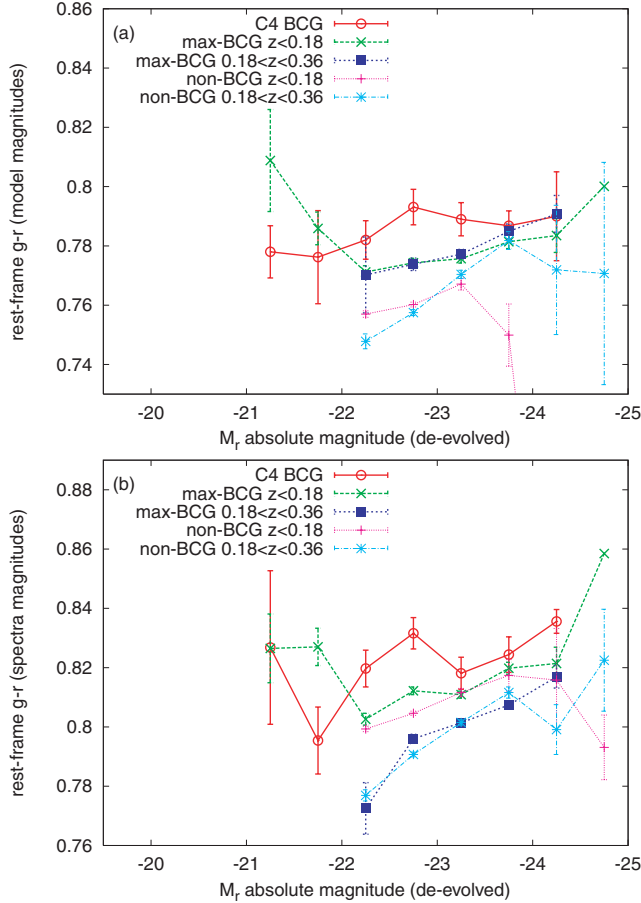 (a)
C4 BCG
max-BCG z<0.18
max-BCG 0.18<z<0.36
non-BCG z<0.18
non-BCG 0.18<z<0.36
rest-frame g-r (model magnitudes)
0.86
0.84
0.82
0.8
0.78
0.76
0.74
-20
-21
-22
-23
-24
-25
M_r absolute magnitude (de-evolved)
(b)
C4 BCG
max-BCG z<0.18
max-BCG 0.18<z<0.36
non-BCG z<0.18
non-BCG 0.18<z<0.36
rest-frame g-r (spectra magnitudes)
0.88
0.86
0.84
0.82
0.8
0.78
0.76
-20
-21
-22
-23
-24
-25
M_r absolute magnitude (de-evolved)